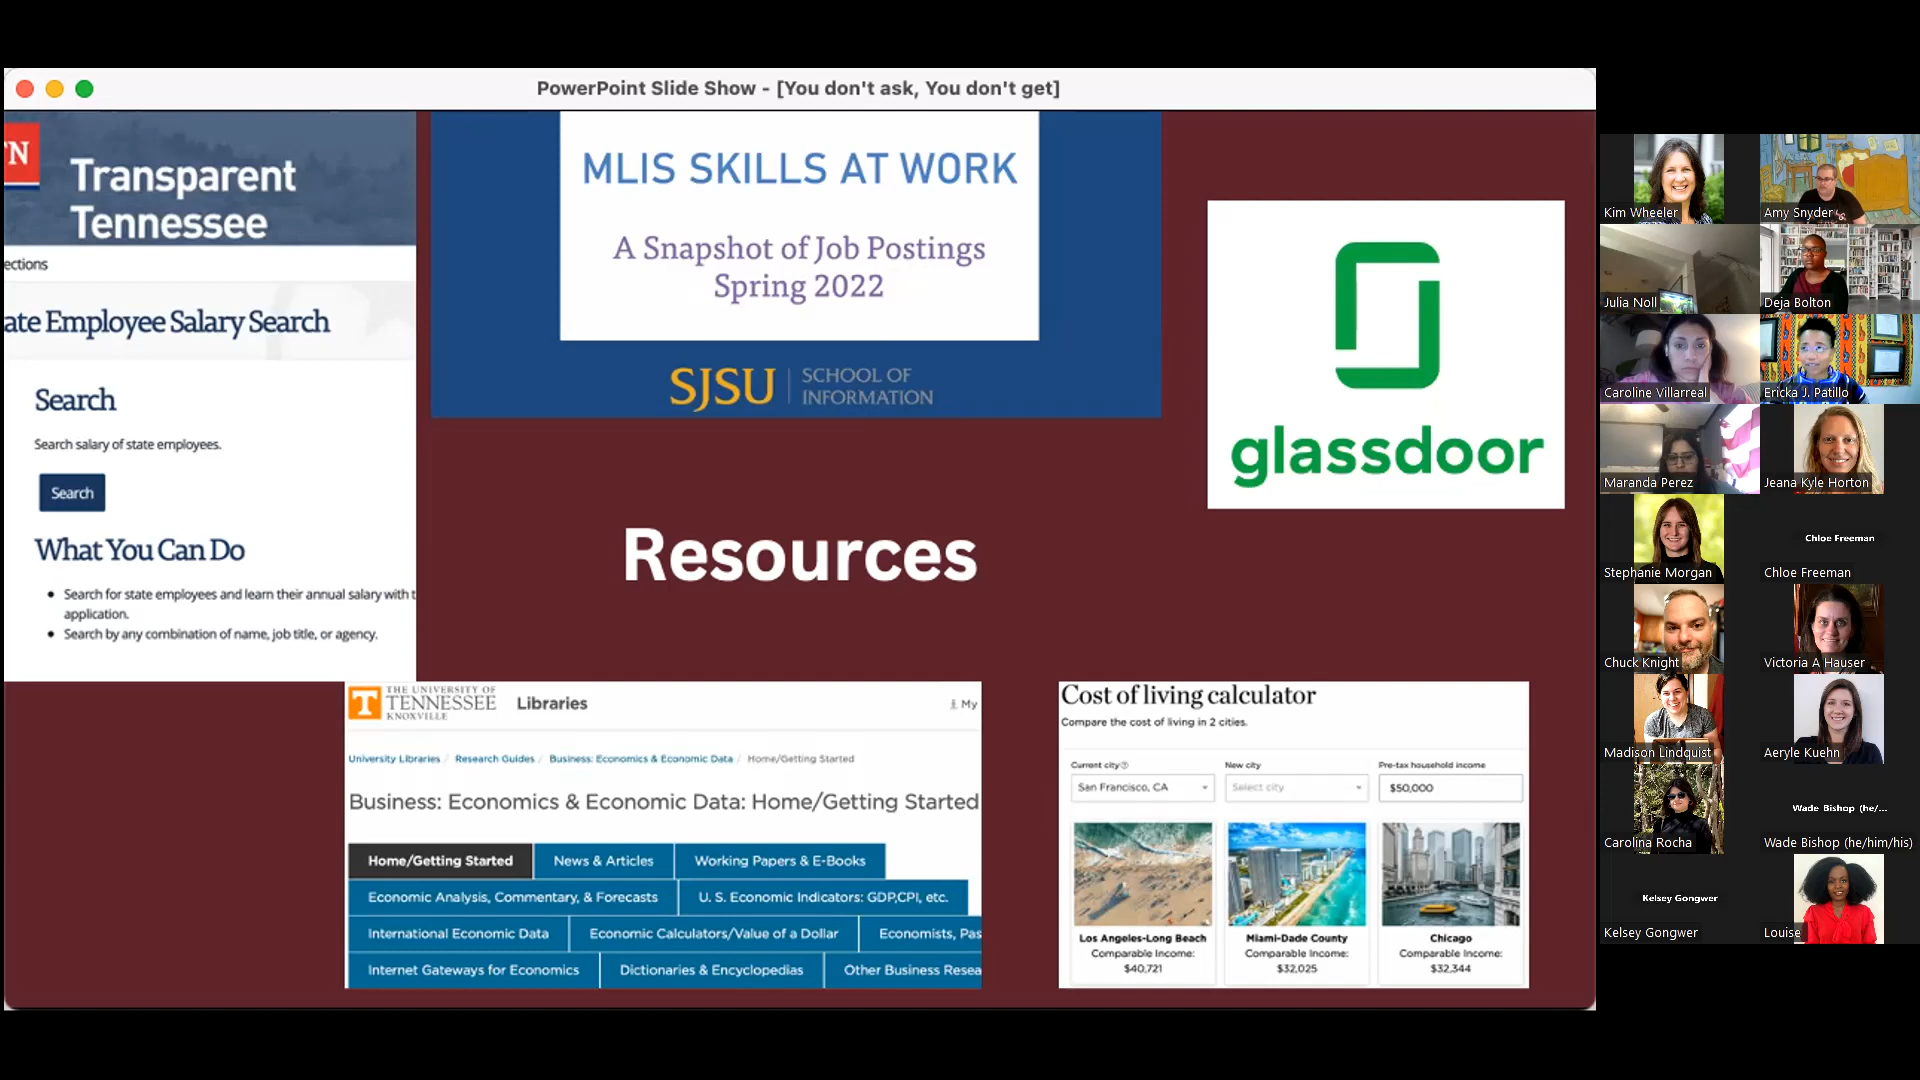 PowerPoint Slide Show - [You don't ask, You don't get]
TN
Transparent
Tennessee
ections
ate Employee Salary Search
Search
Search salary of state employees.
Search
What You Can Do
Search for state employees and learn their annual salary with t
application.
Search by any combination of name, job title, or agency.
MLIS SKILLS AT WORK
A Snapshot of Job Postings
Spring 2022
SJSU SCHOOL OF
INFORMATION
glassdoor
Resources
T THE UNIVERSITY OF
TENNESSEE
KNOXVILLE
Libraries
My
University Libraries / Research Guides / Business: Economics & Economic Data / Home/Getting Started
Business: Economics & Economic Data: Home/Getting Started
Home/Getting Started News & Articles Working Papers & E-Books
Economic Analysis, Commentary, & Forecasts U. S. Economic Indicators: GDP,CPI, etc.
International Economic Data Economic Calculators/Value of a Dollar Economists, Pas
Internet Gateways for Economics Dictionaries & Encyclopedias Other Business Resea
Cost of living calculator
Compare the cost of living in 2 cities.
Current city New city Pre-tax household income
San Francisco, CA Select city $50,000
Los Angeles-Long Beach Miami-Dade County Chicago
Comparable Income: Comparable Income: Comparable Income:
$40,721 $32,025 $32,344
Kim Wheeler Amy Snyder
Julia Noll Deja Bolton
Caroline Villarreal Ericka J. Patillo
Maranda Perez Jeana Kyle Horton
Chloe Freeman
Stephanie Morgan Chloe Freeman
Chuck Knight Victoria A Hauser
Madison Lindquist Aeryle Kuehn
Wade Bishop (he/...
Carolina Rocha Wade Bishop (he/him/his)
Kelsey Gongwer
Kelsey Gongwer Louise